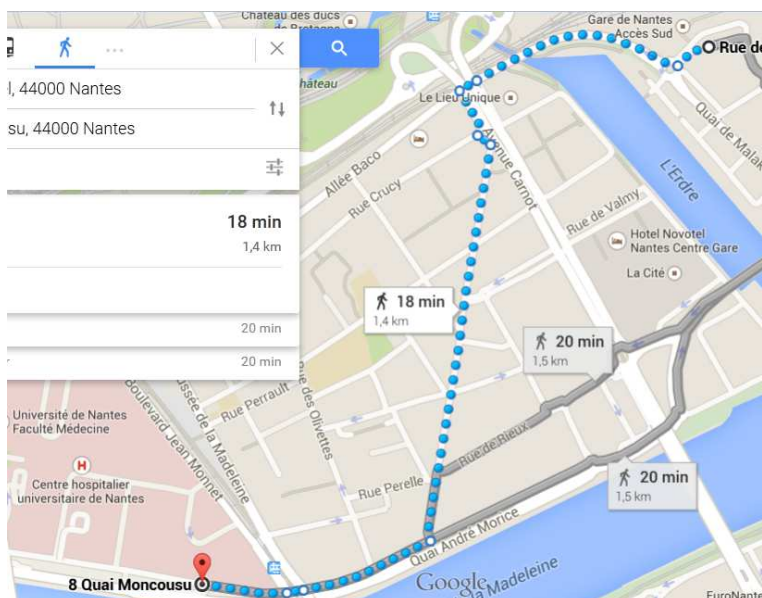 Château des ducs
de Bretagne
Gare de Nantes
Accès Sud
Rue de
l, 44000 Nantes
su, 44000 Nantes
18 min
1,4 km
20 min
20 min
château
Le Lieu Unique
Avenue Carnot
Quai de Malak
L'Erdre
Allée Baco
Rue Crucy
Rue de Valmy
Hotel Novotel
Nantes Centre Gare
La Cité
18 min
1,4 km
20 min
1,5 km
20 min
1,5 km
Rue Perrault
Rue des Olivettes
ussée de la Madeleine
Boulevard Jean Monnet
Université de Nantes
Faculté Médecine
H
Centre hospitalier
universitaire de Nantes
Rue Perelle
Rue de Rieux
Quai André Morice
8 Quai Moncousu
Google
la Madeleine
EuroNante